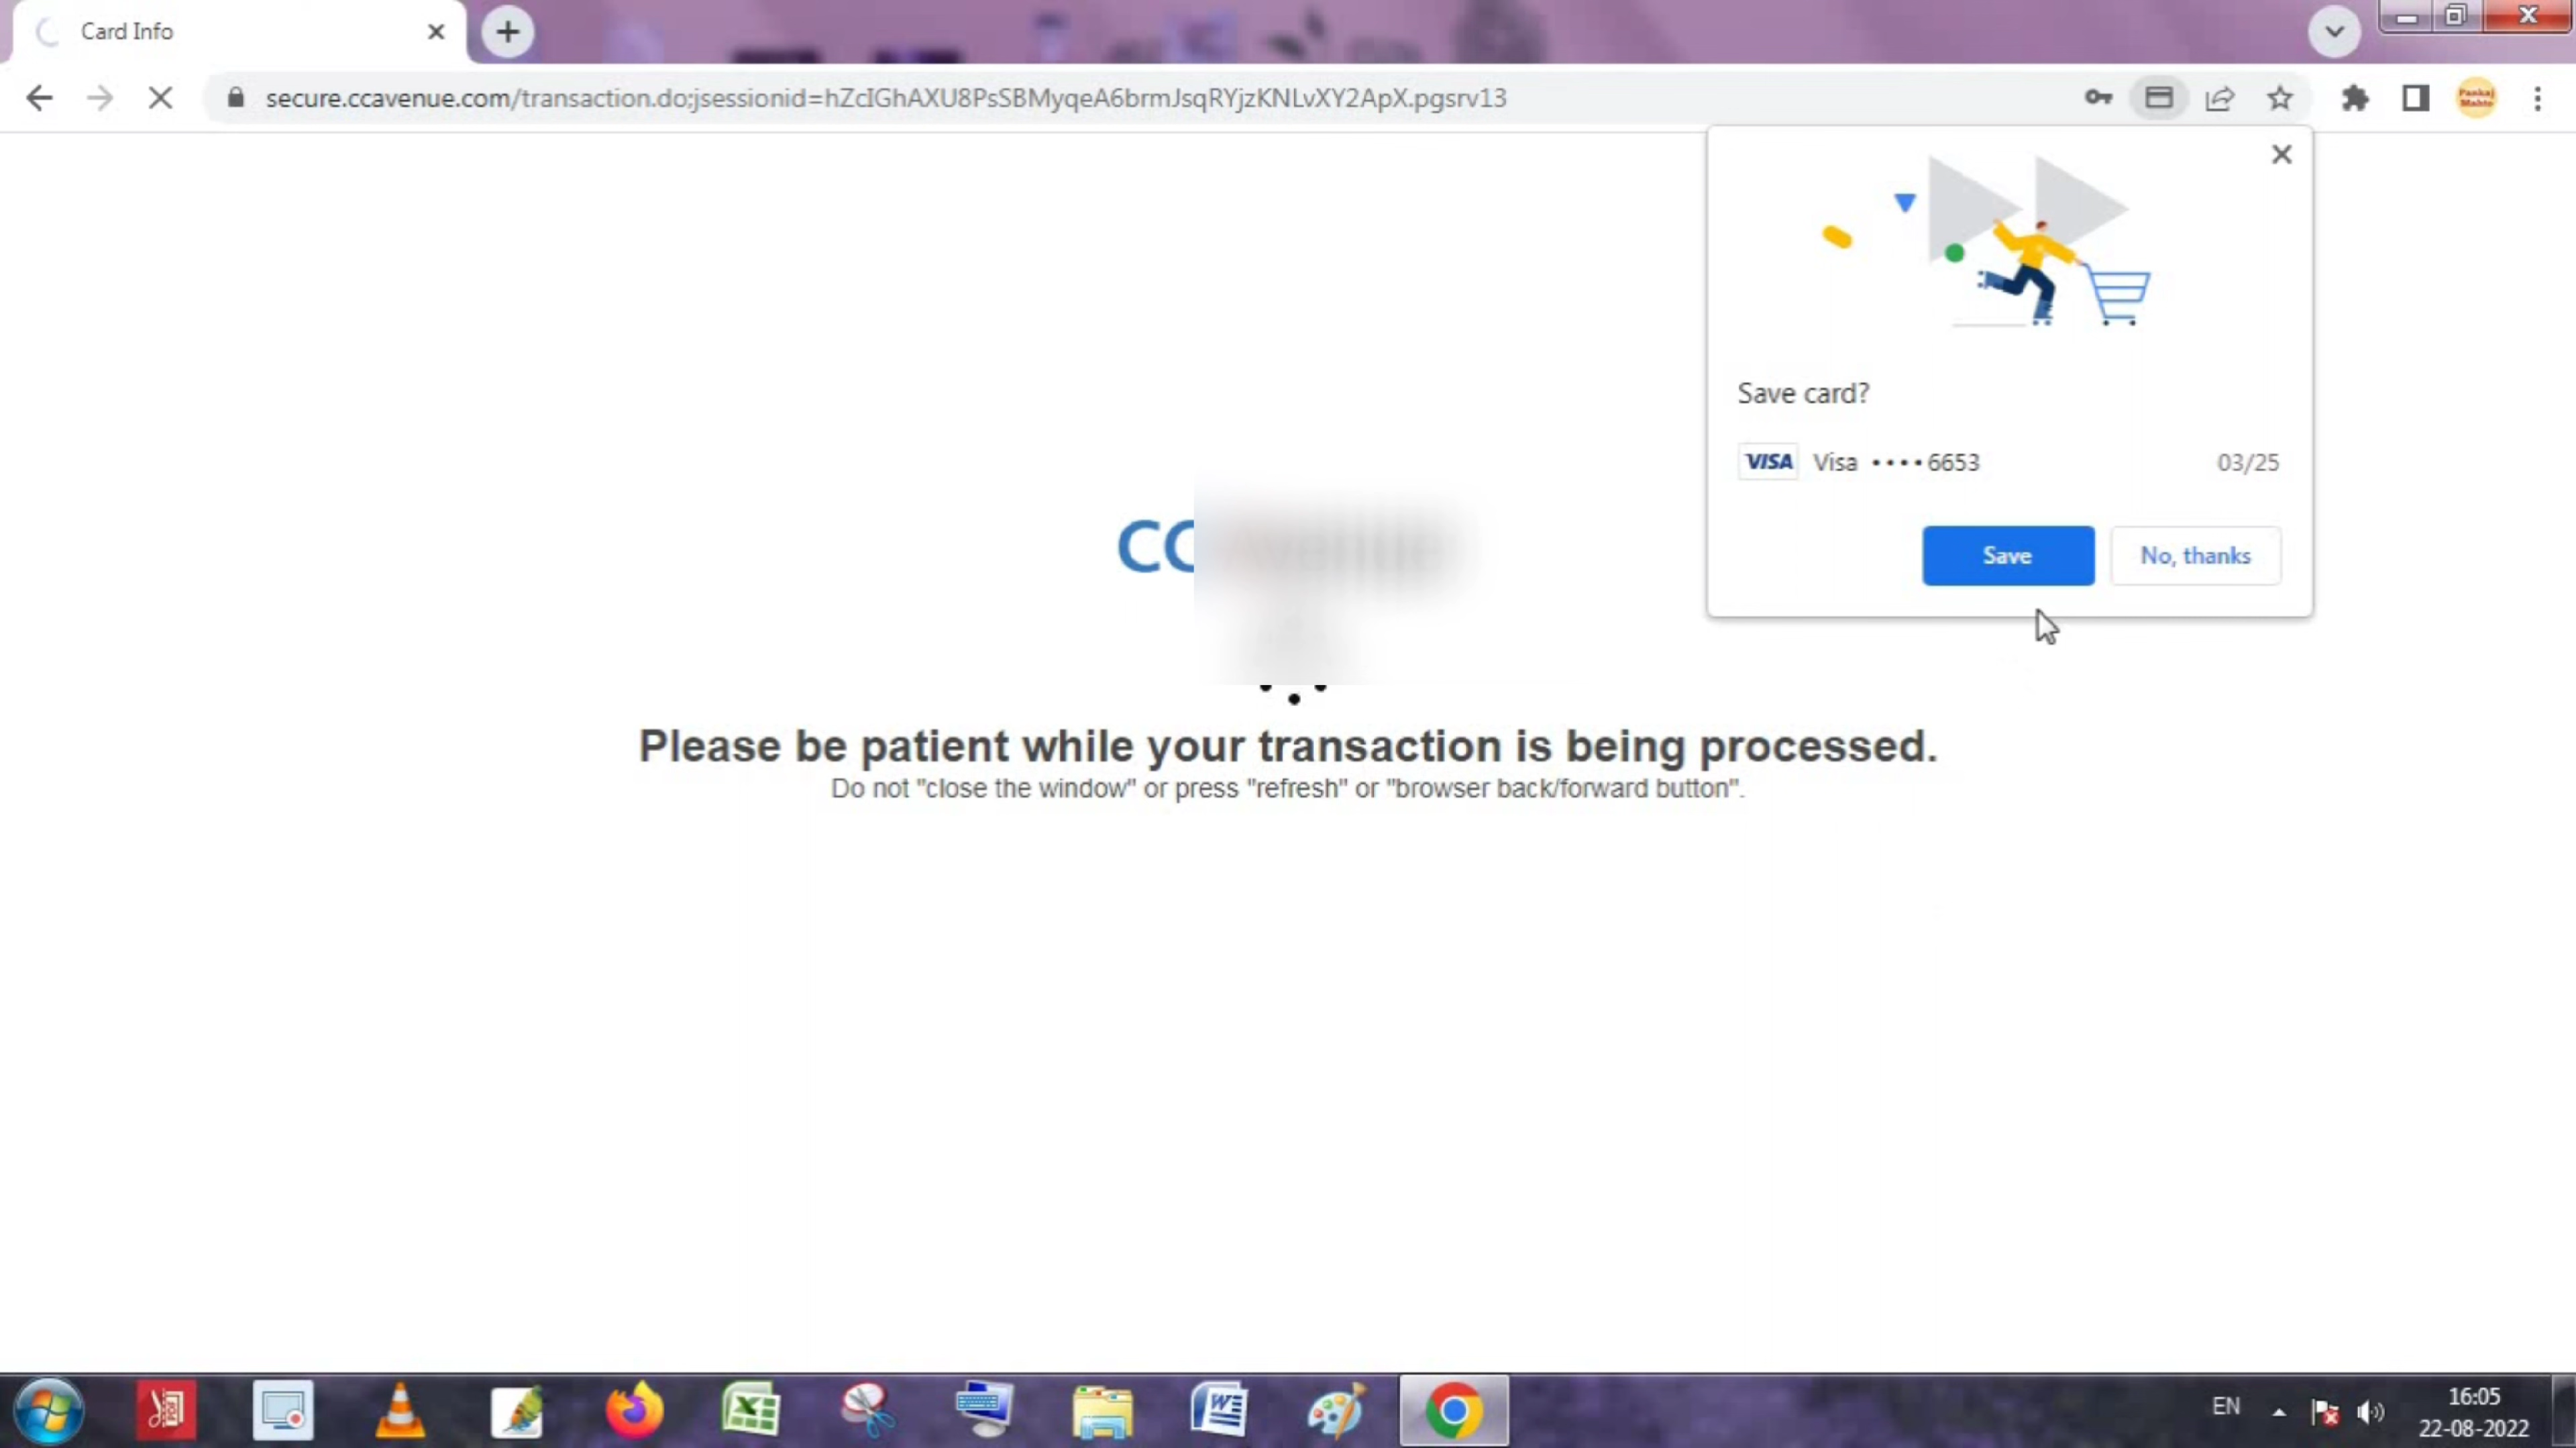 Card Info
secure.ccavenue.com/transaction.do;jsessionid=hZcIGhAXU8PsSBMyqeA6brmJsqRYjzKNLvXY2ApX.pgsrv13
Pankaj
Mahto
Save card?
VISA Visa ••••6653 03/25
Save No, thanks
CC
Please be patient while your transaction is being processed.
Do not "close the window" or press "refresh" or "browser back/forward button".
EN
16:05
22-08-2022